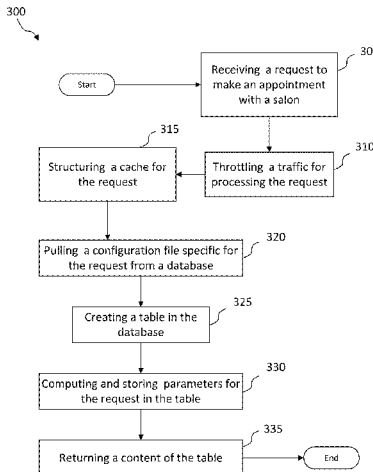 300
30
Receiving a request to
make an appointment
with a salon
Start
315
310
Structuring a cache for
the request
Throttling a traffic for
processing the request
320
Pulling a configuration file specific for
the request from a database
325
Creating a table in the
database
330
Computing and storing parameters for
the request in the table
335
Returning a content of the table
End